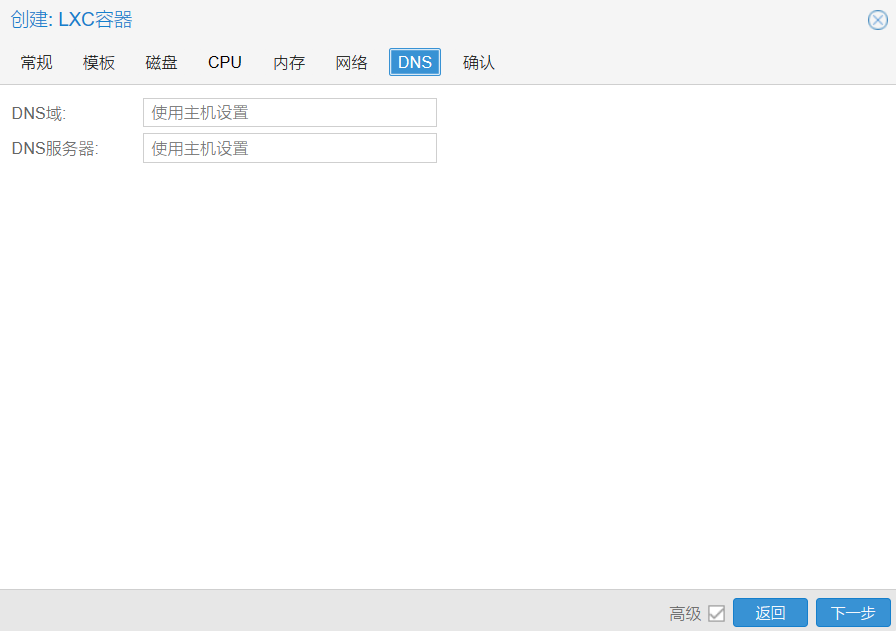 创建: LXC容器
常规 模板 磁盘 CPU 内存 网络 DNS 确认
DNS域: 使用主机设置
DNS服务器: 使用主机设置
高级 返回 下一步